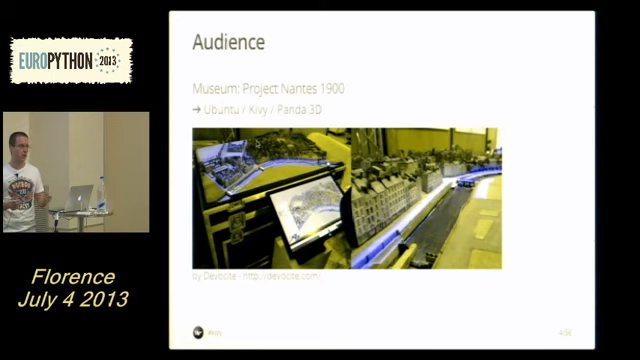 EUROPYTHON 2013
Florence
July 4 2013
Audience
Museum: Project Nantes 1900
➔ Ubuntu / Kivy / Panda 3D
by Devocite - http://devocite.com/
Kivy